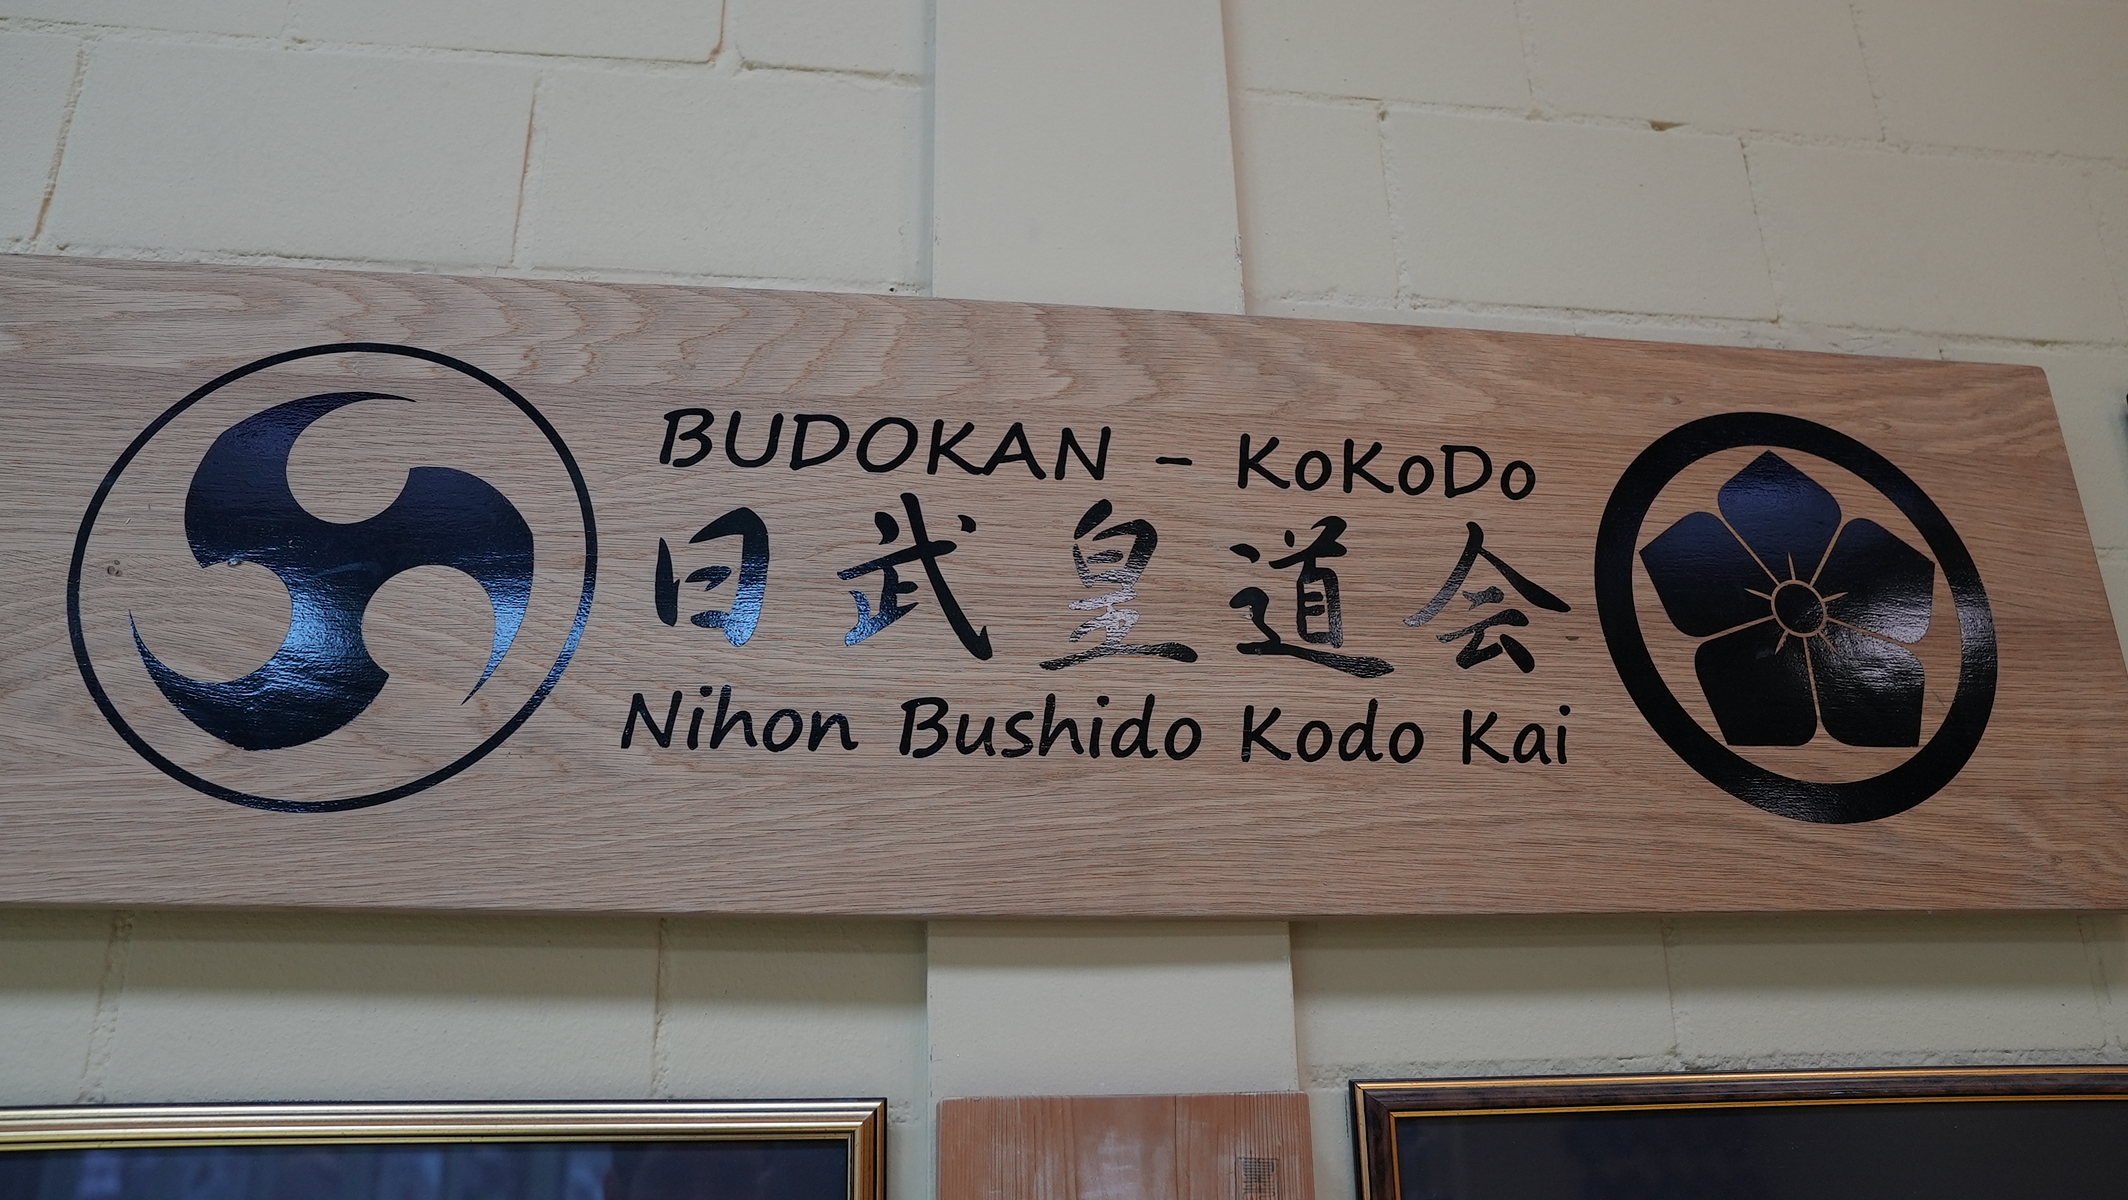 BUDOKAN - KoKoDo
日武皇道会
Nihon Bushido Kodo Kai